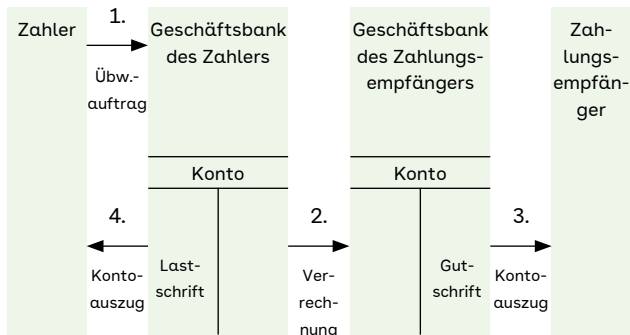 Zahler
1.
Übw.-
auftrag
Geschäftsbank
des Zahlers
Geschäftsbank
des Zahlungs-
empfängers
Zah-
lungs-
empfän-
ger
Konto
Konto
4.
Konto-
auszug
Last-
schrift
2.
Ver-
rech-
nung
Gut-
schrift
3.
Konto-
auszug